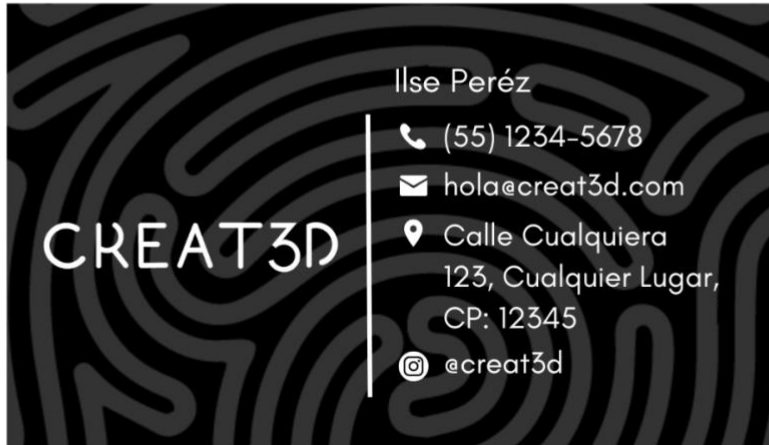 CREAT3D
Ilse Peréz
(55) 1234-5678
hola@creat3d.com
Calle Cualquiera
123, Cualquier Lugar,
CP: 12345
@creat3d